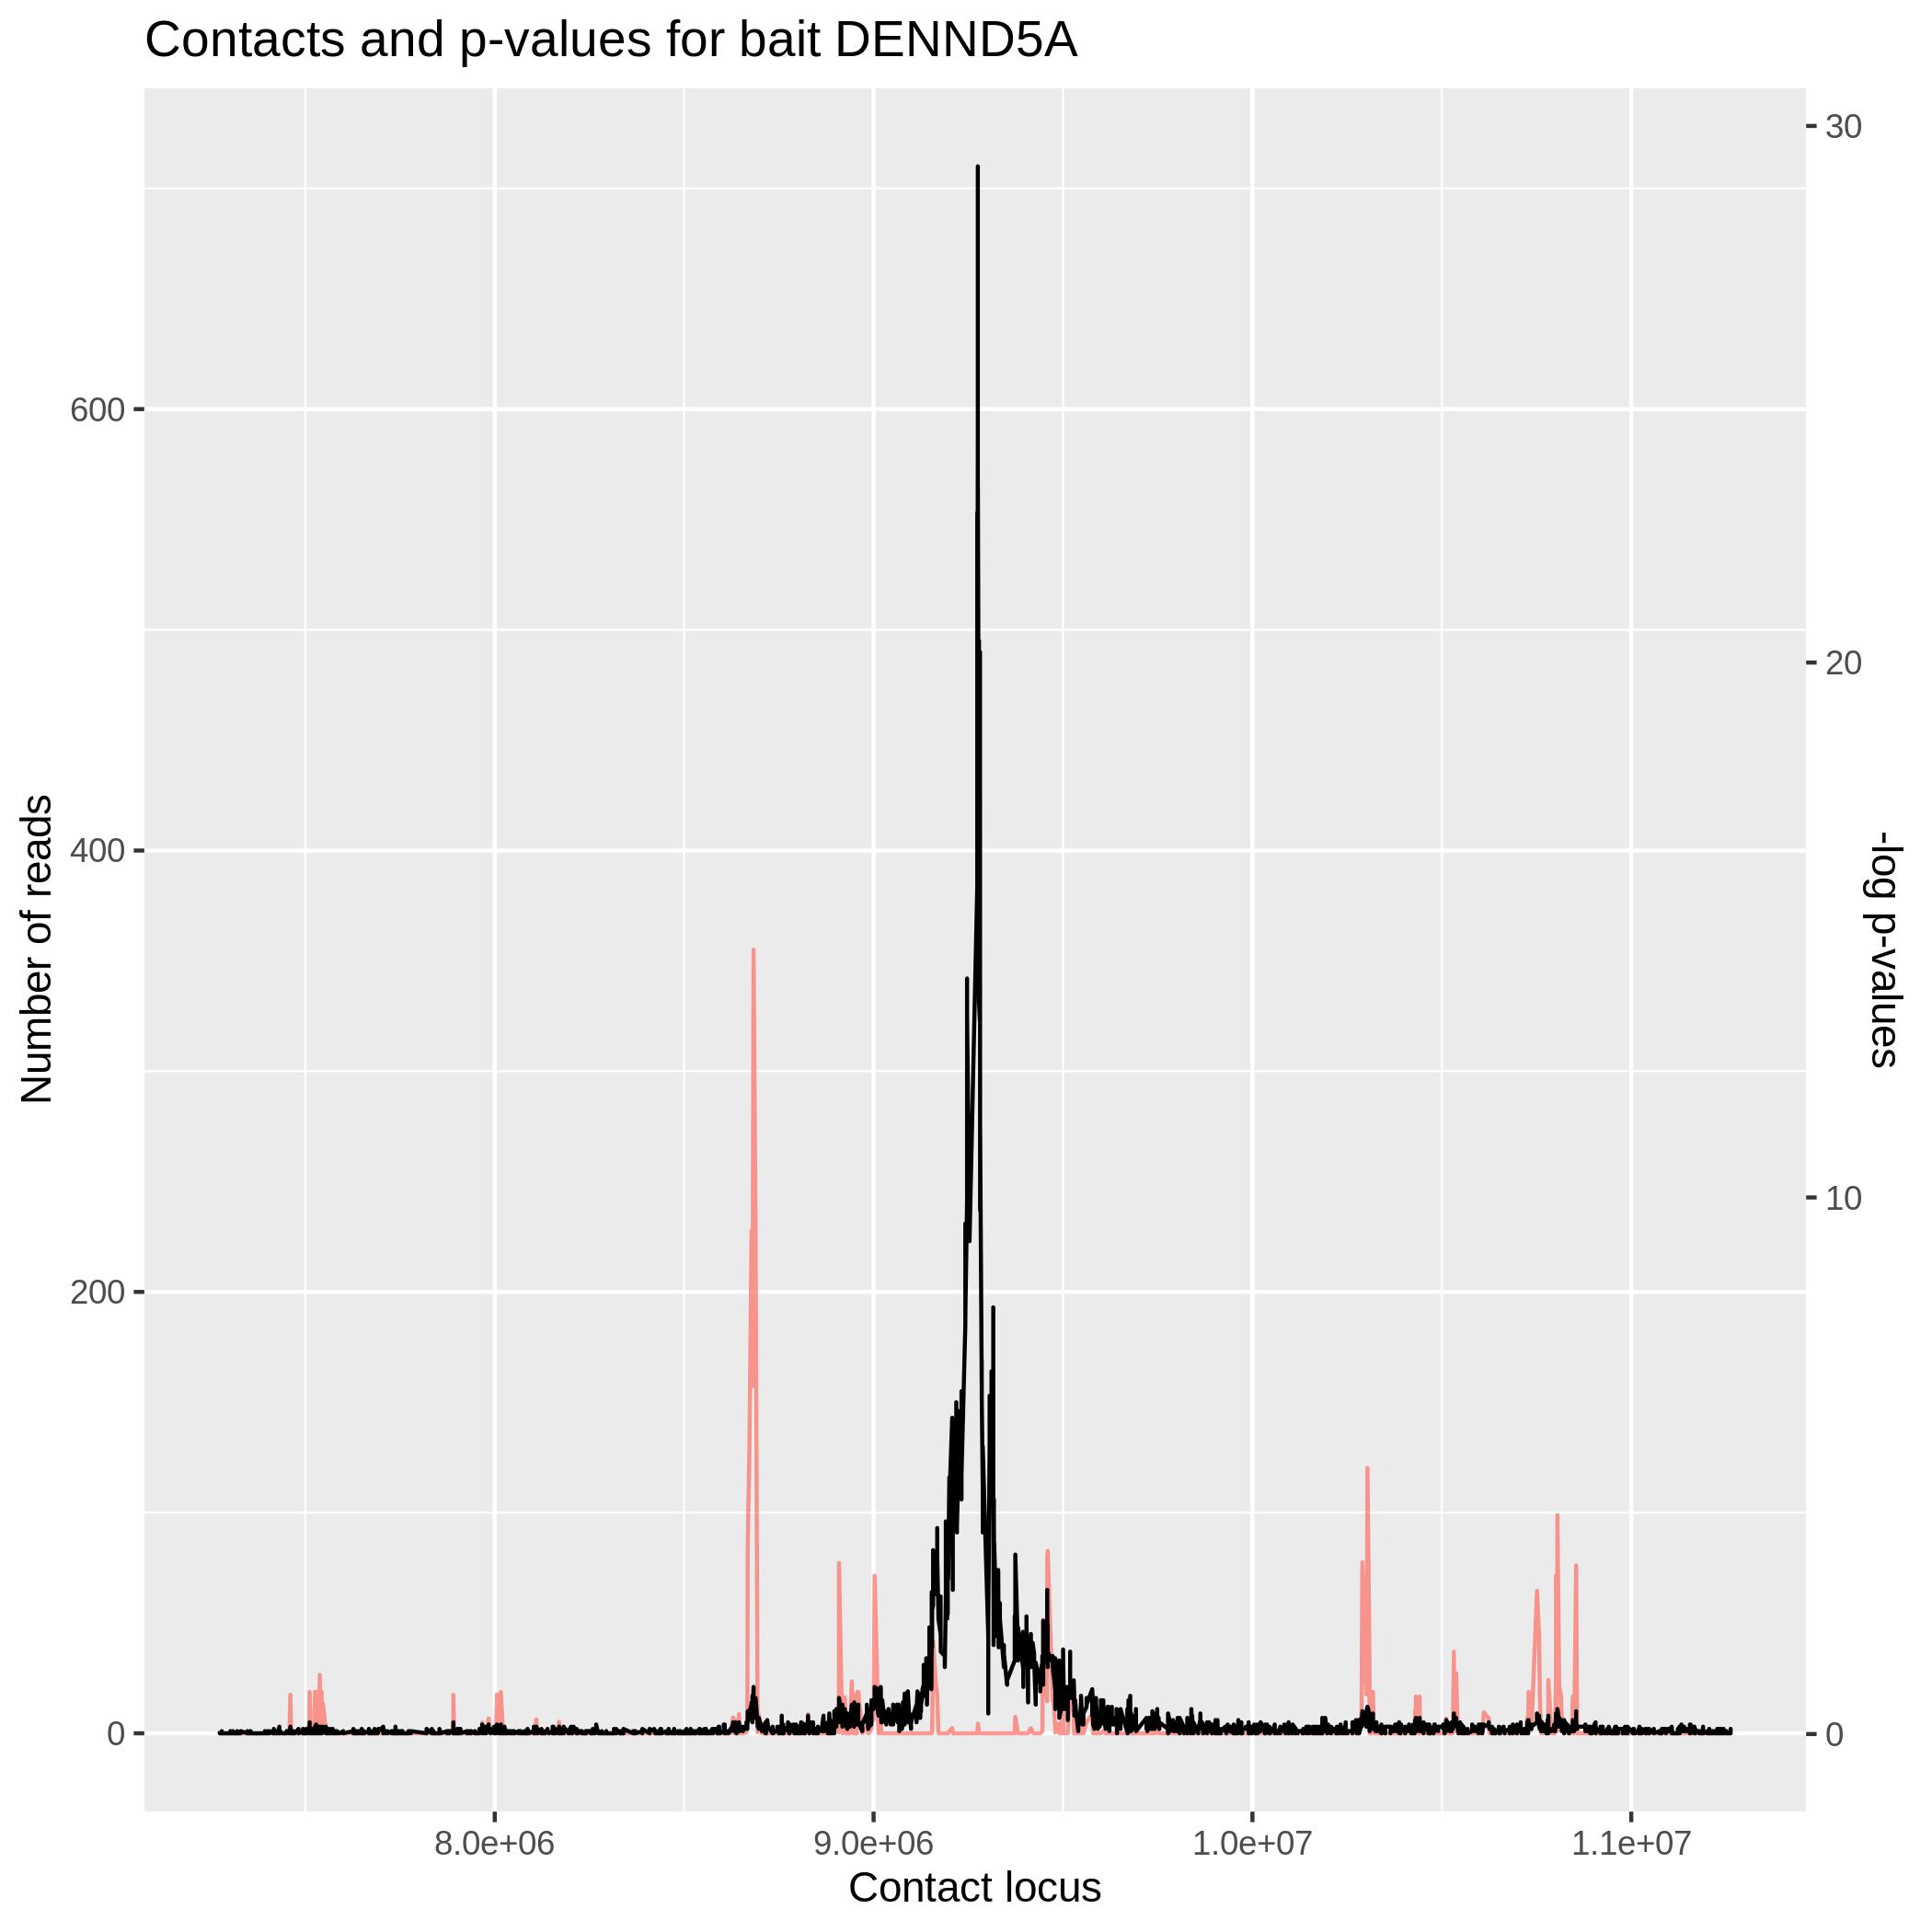 Contacts and p-values for bait DENND5A
30
600
20
400
10
200
0
0
Number of reads
-log p-values
8.0e+06 9.0e+06 1.0e+07 1.1e+07
Contact locus